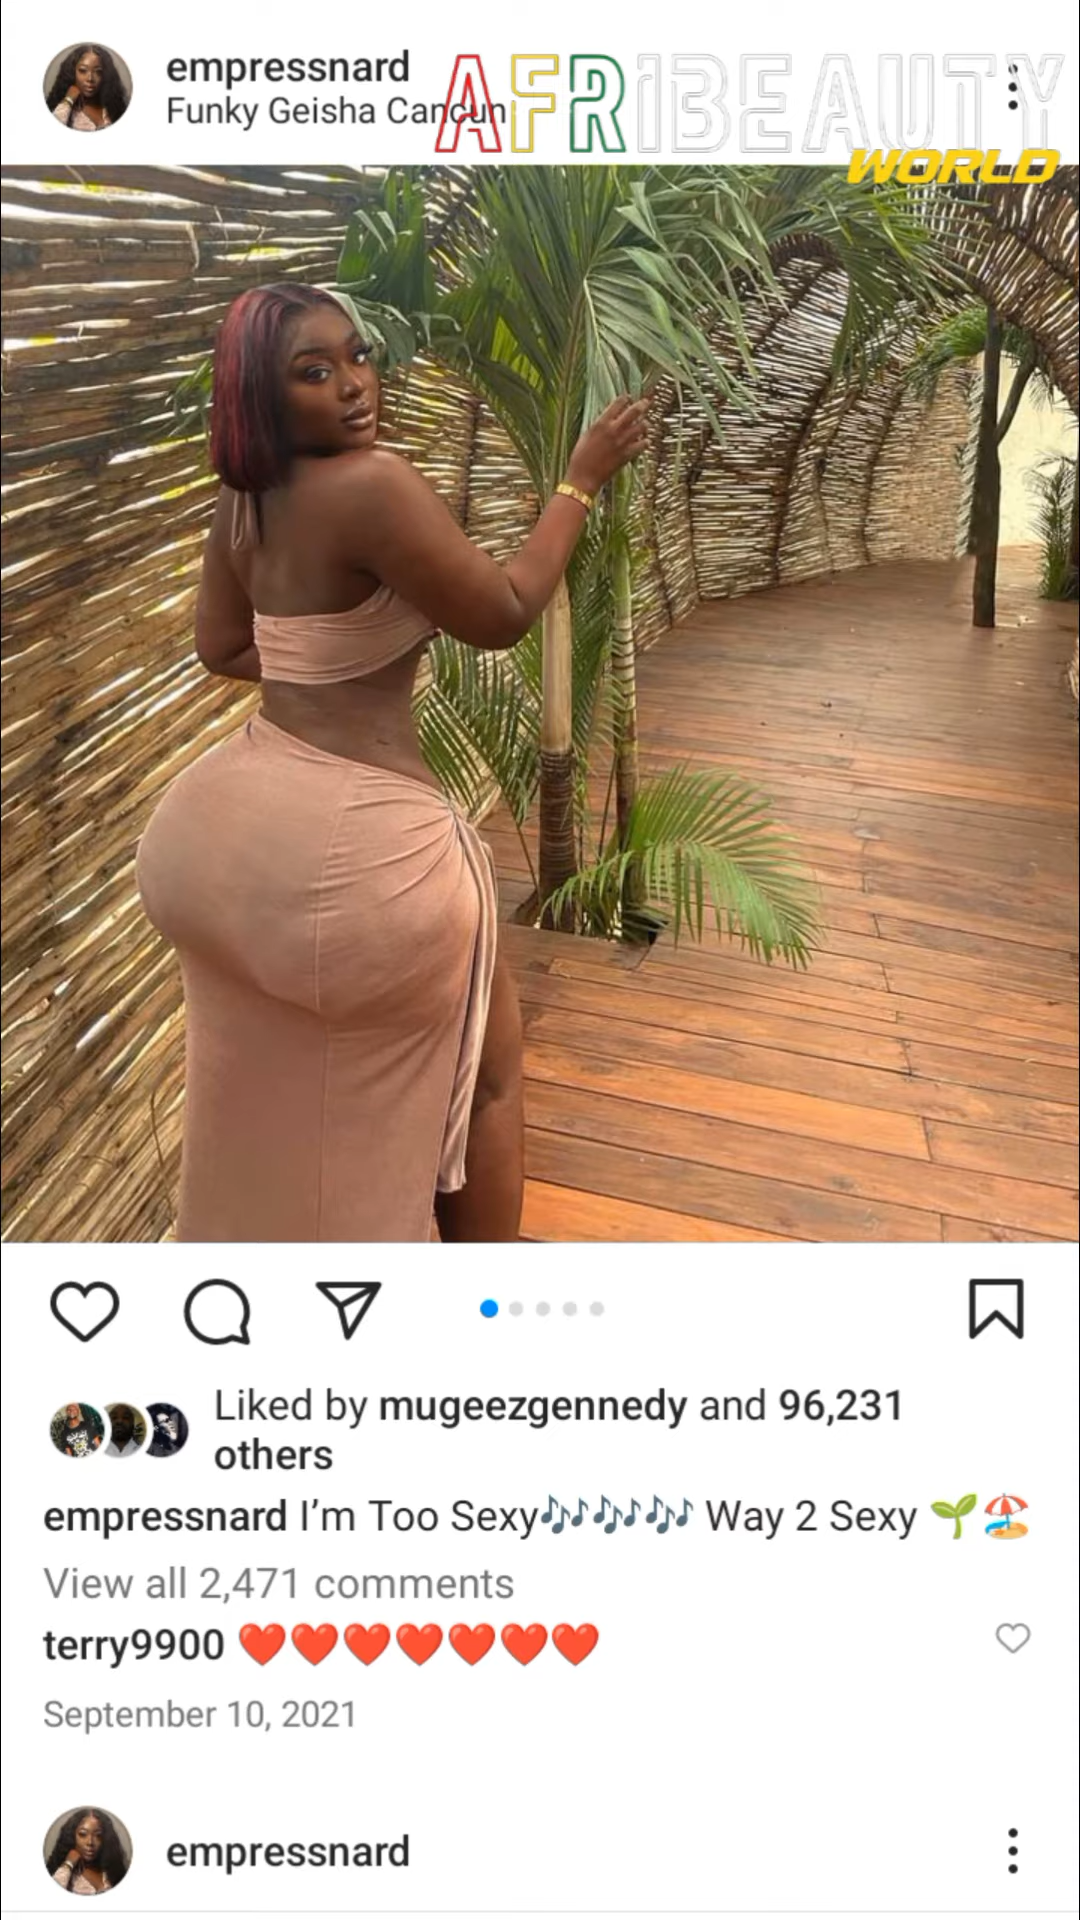 empressnard
Funky Geisha Cancun
AFRIBEAUTY
WORLD
Liked by mugeezgennedy and 96,231
others
empressnard I’m Too Sexy🎶🎶🎶 Way 2 Sexy 🌱🏖️
View all 2,471 comments
terry9900 ❤️❤️❤️❤️❤️❤️❤️
September 10, 2021
empressnard